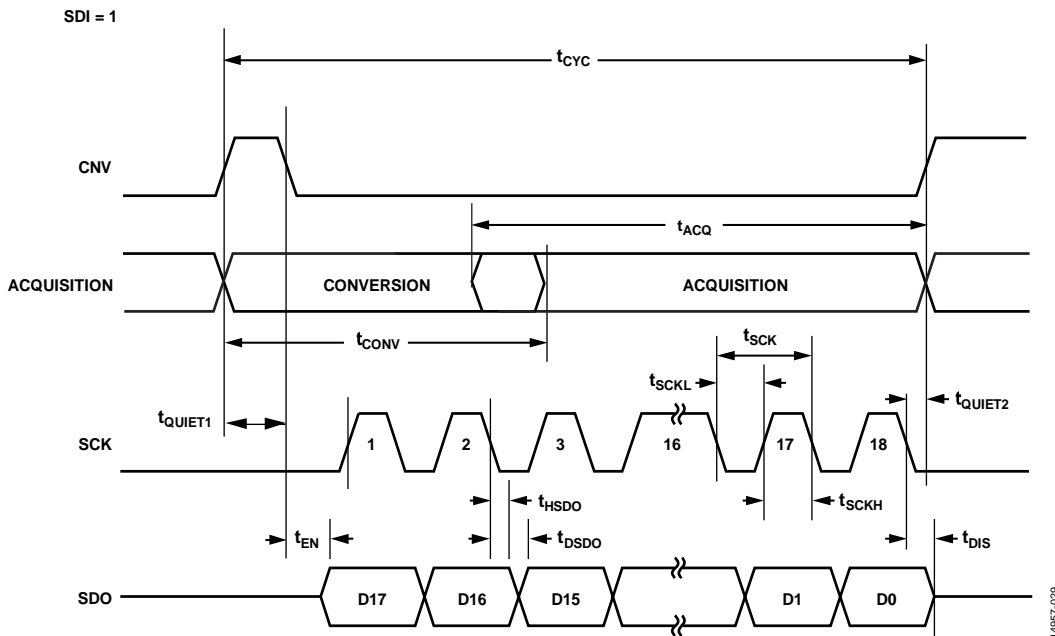 SDI = 1
tCYC
CNV
tACQ
ACQUISITION CONVERSION ACQUISITION
tCONV
tSCK
tSCKL
tQUIET1
tQUIET2
SCK 1 2 3 16 17 18
tHSDO
tSCKH
tEN
tDSDO
tDIS
SDO D17 D16 D15 D1 D0